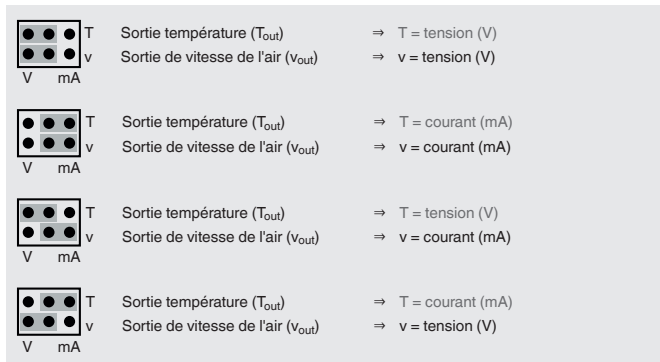 T Sortie température (Tout) ⇒ T = tension (V)
v Sortie de vitesse de l'air (vout) ⇒ v = tension (V)
V mA
T Sortie température (Tout) ⇒ T = courant (mA)
v Sortie de vitesse de l'air (vout) ⇒ v = courant (mA)
V mA
T Sortie température (Tout) ⇒ T = tension (V)
v Sortie de vitesse de l'air (vout) ⇒ v = courant (mA)
V mA
T Sortie température (Tout) ⇒ T = courant (mA)
v Sortie de vitesse de l'air (vout) ⇒ v = tension (V)
V mA